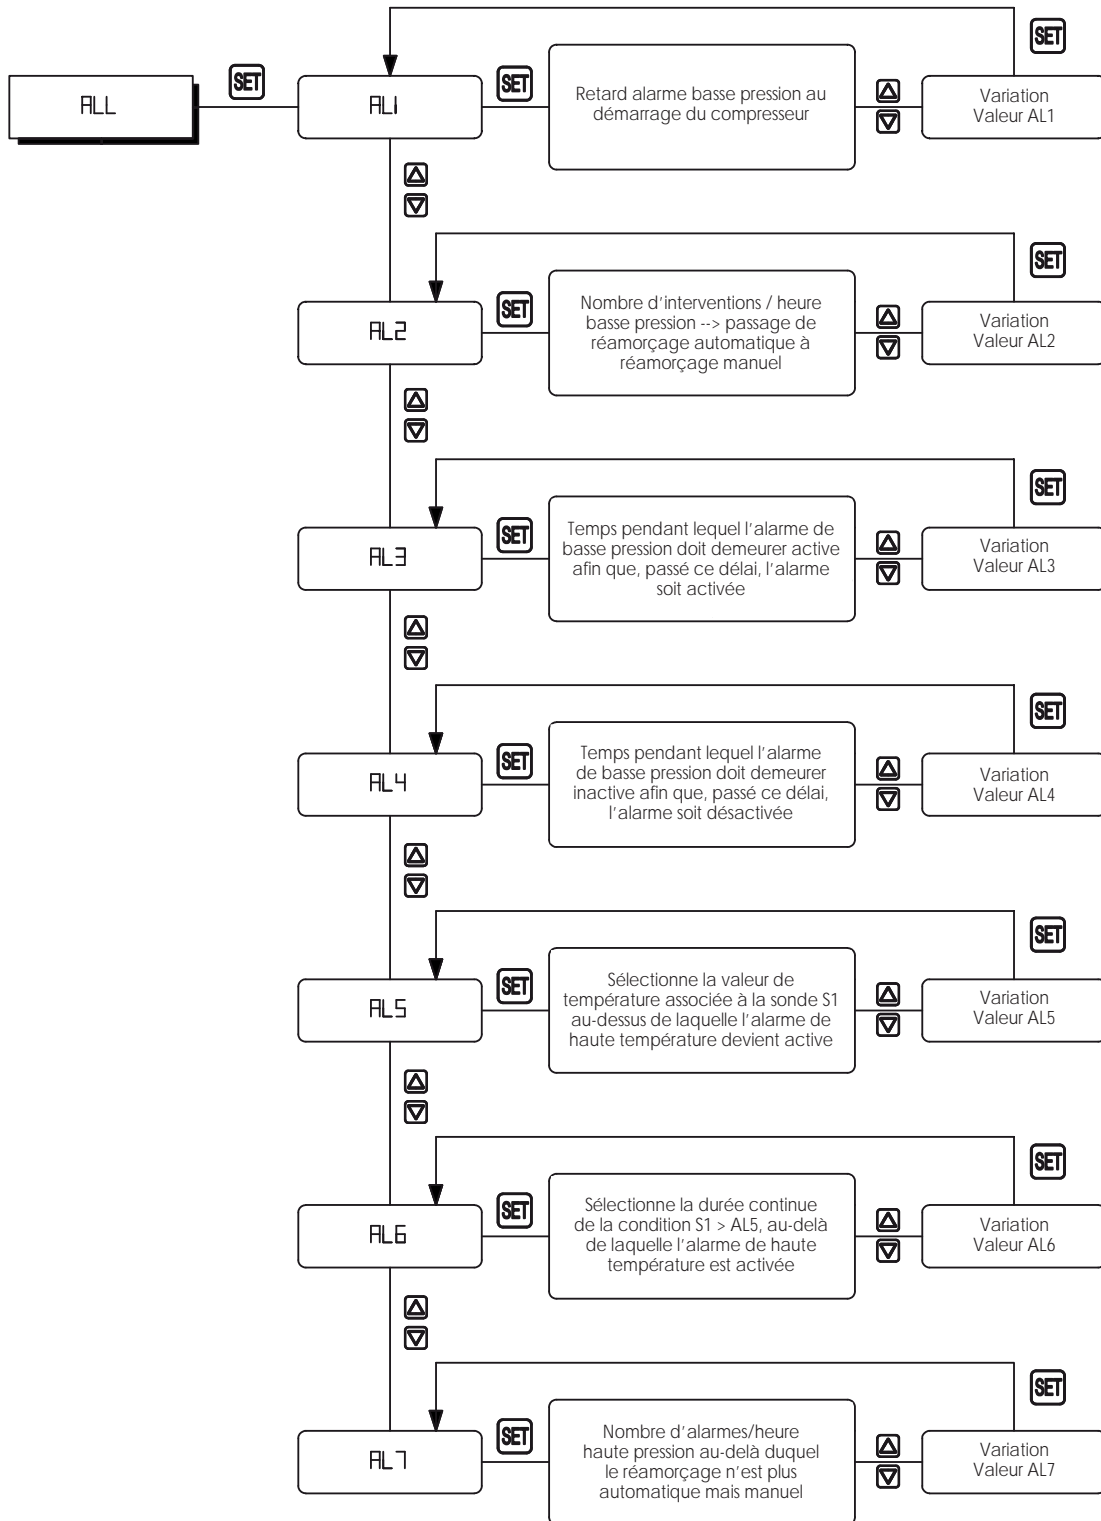 SET
ALL
SET
AL1
SET
Retard alarme basse pression au
démarrage du compresseur
Variation
Valeur AL1
SET
AL2
SET
Nombre d'interventions / heure
basse pression --> passage de
réamorçage automatique à
réamorçage manuel
Variation
Valeur AL2
SET
AL3
SET
Temps pendant lequel l'alarme de
basse pression doit demeurer active
afin que, passé ce délai, l'alarme
soit activée
Variation
Valeur AL3
SET
AL4
SET
Temps pendant lequel l'alarme
de basse pression doit demeurer
inactive afin que, passé ce délai,
l'alarme soit désactivée
Variation
Valeur AL4
SET
AL5
SET
Sélectionne la valeur de
température associée à la sonde S1
au-dessus de laquelle l'alarme de
haute température devient active
Variation
Valeur AL5
SET
AL6
SET
Sélectionne la durée continue
de la condition S1 > AL5, au-delà
de laquelle l'alarme de haute
température est activée
Variation
Valeur AL6
SET
AL7
SET
Nombre d'alarmes/heure
haute pression au-delà duquel
le réamorçage n'est plus
automatique mais manuel
Variation
Valeur AL7